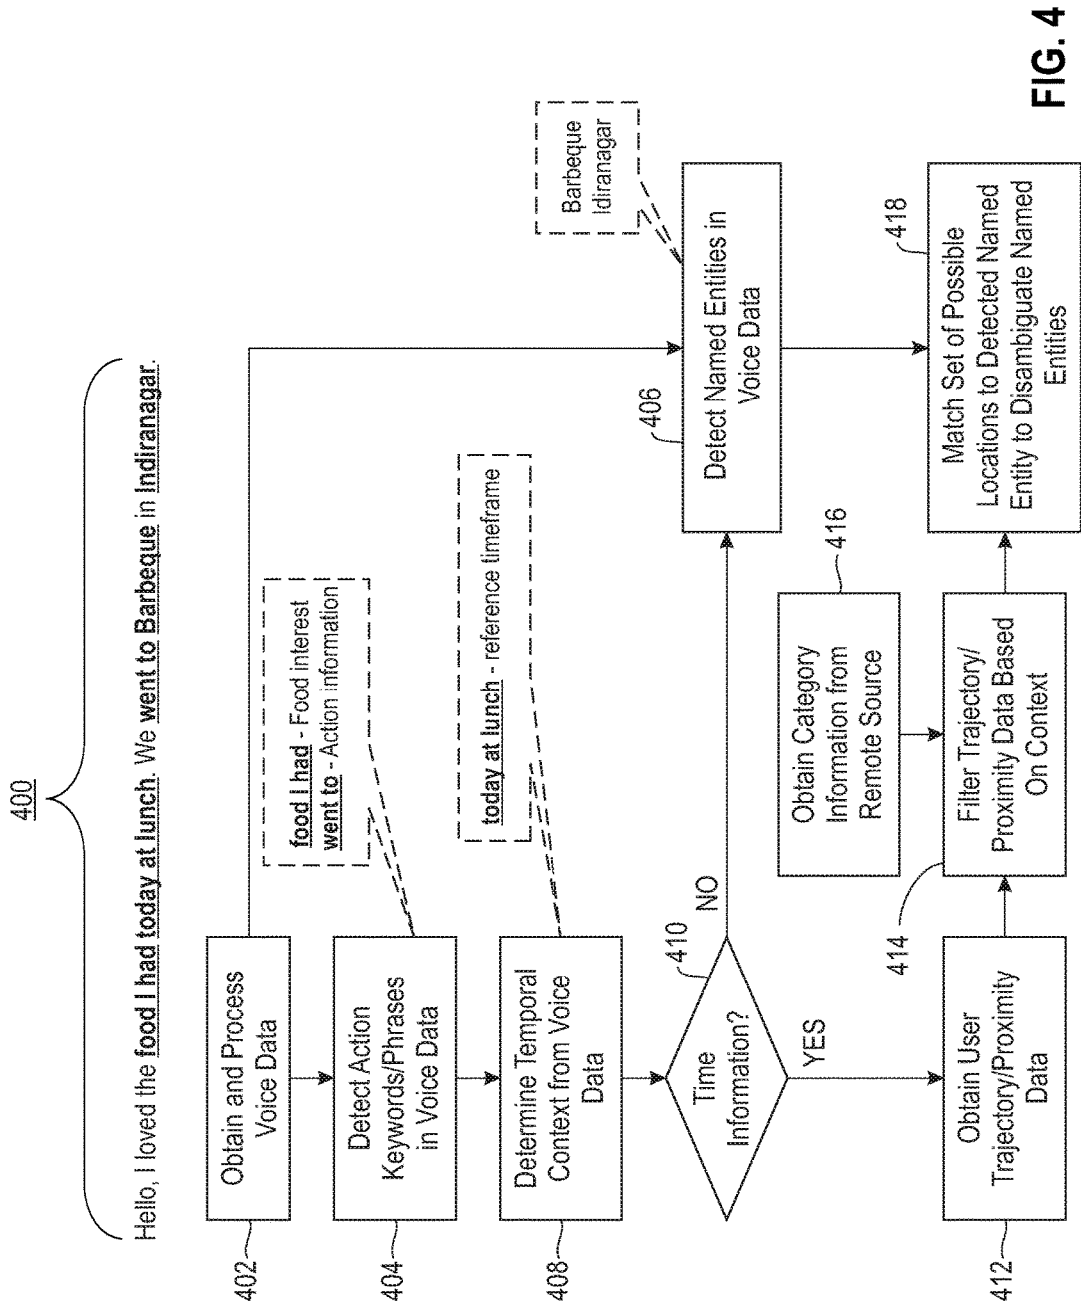 400
Hello, I loved the food I had today at lunch. We went to Barbeque in Indiranagar.
402
Obtain and Process
Voice Data
404
Detect Action
Keywords/Phrases
in Voice Data
food I had - Food interest
went to - Action information
408
Determine Temporal
Context from Voice
Data
today at lunch - reference timeframe
Time
Information?
410
NO
YES
406
Detect Named Entities in
Voice Data
Barbeque
Idiranagar
412
Obtain User
Trajectory/Proximity
Data
414
Filter Trajectory/
Proximity Data Based
On Context
416
Obtain Category
Information from
Remote Source
418
Match Set of Possible
Locations to Detected Named
Entity to Disambiguate Named
Entities
FIG. 4